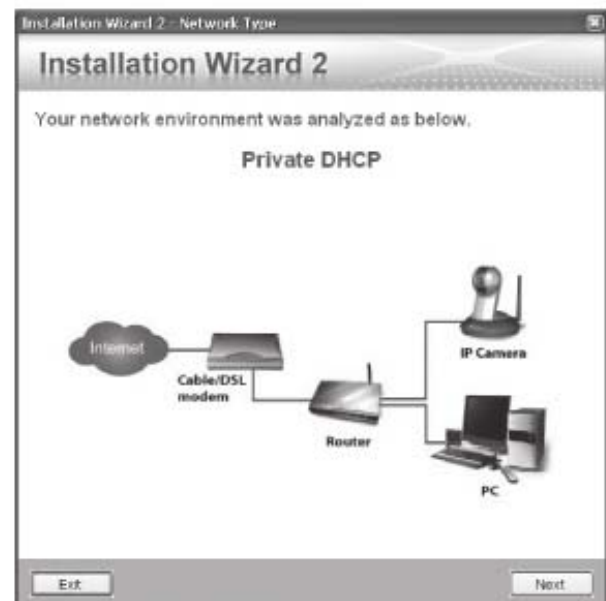 Installation Wizard 2 - Network Type
Installation Wizard 2
Your network environment was analyzed as below.
Private DHCP
Internet
Cable/DSL
modem
Router
IP Camera
PC
Exit
Next